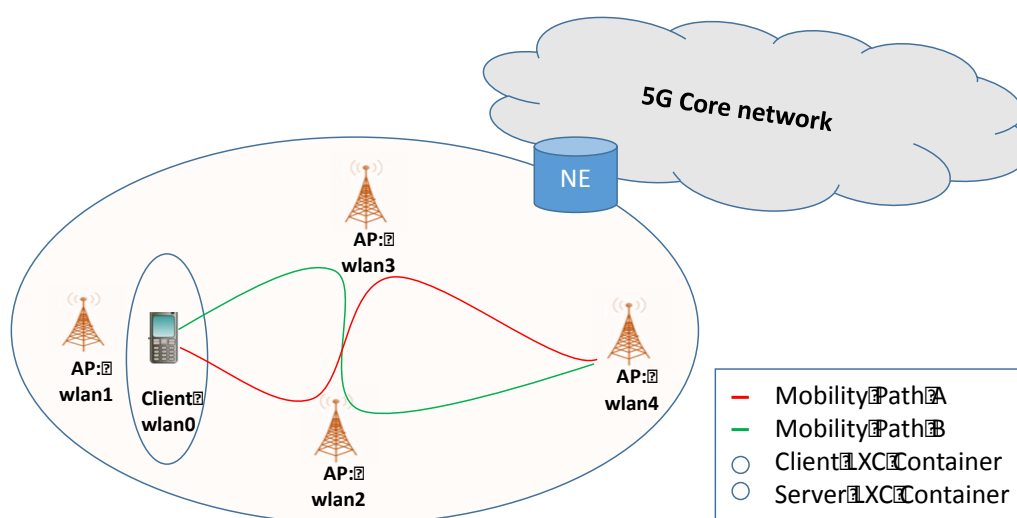 5G Core network
NE
AP:
wlan3
AP:
wlan1
Client
wlan0
AP:
wlan4
AP:
wlan2
Mobility Path A
Mobility Path B
Client LXC Container
Server LXC Container